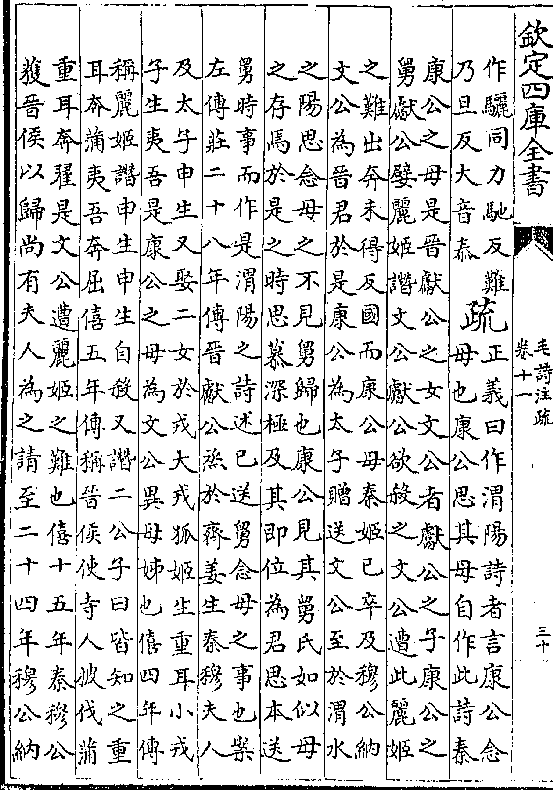 欽定四庫全書
毛詩注疏
卷十一
三十
作驪同力馳反難
乃旦反大音泰
疏
正義曰作渭陽詩者言康公念
母也康公思其母自作此詩秦
康公之母是晉獻公之女文公者獻公之子康公之
舅獻公嬖麗姬譖文公獻公欲殺之文公遭此麗姬
之難出奔未得反國而康公母秦姬已卒及穆公納
文公為晉君於是康公為太子贈送文公至於渭水
之陽思念母之不見舅歸也康公見其舅氏如似母
之存焉於是之時思慕深極及其即位為君思本送
舅時事而作是渭陽之詩述已送舅念母之事也案
左傳莊二十八年傳晉獻公烝於齊姜生秦穆夫人
及太子申生又娶二女於戎大戎狐姬生重耳小戎
子生夷吾是康公之母為文公異母姊也僖四年傳
稱麗姬譖申生申生自殺又譖二公子曰皆知之重
耳奔蒲夷吾奔屈僖五年傳稱晉侯使寺人披伐蒲
重耳奔翟是文公遭麗姬之難也僖十五年秦穆公
獲晉侯以歸尚有夫人為之請至二十四年穆公納